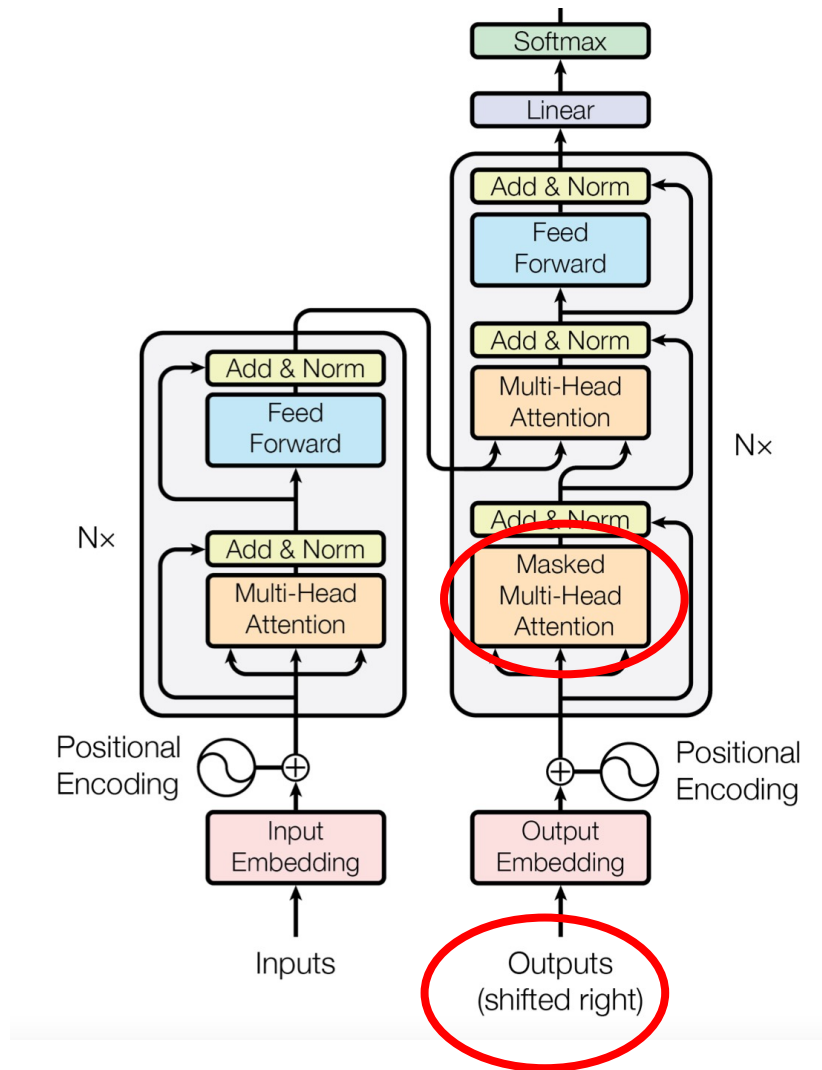 Softmax
Linear
Add & Norm
Feed
Forward
Add & Norm
Multi-Head
Attention
Nx
Add & Norm
Masked
Multi-Head
Attention
Add & Norm
Feed
Forward
Nx
Add & Norm
Multi-Head
Attention
Positional
Encoding
Positional
Encoding
Input
Embedding
Output
Embedding
Inputs
Outputs
(shifted right)